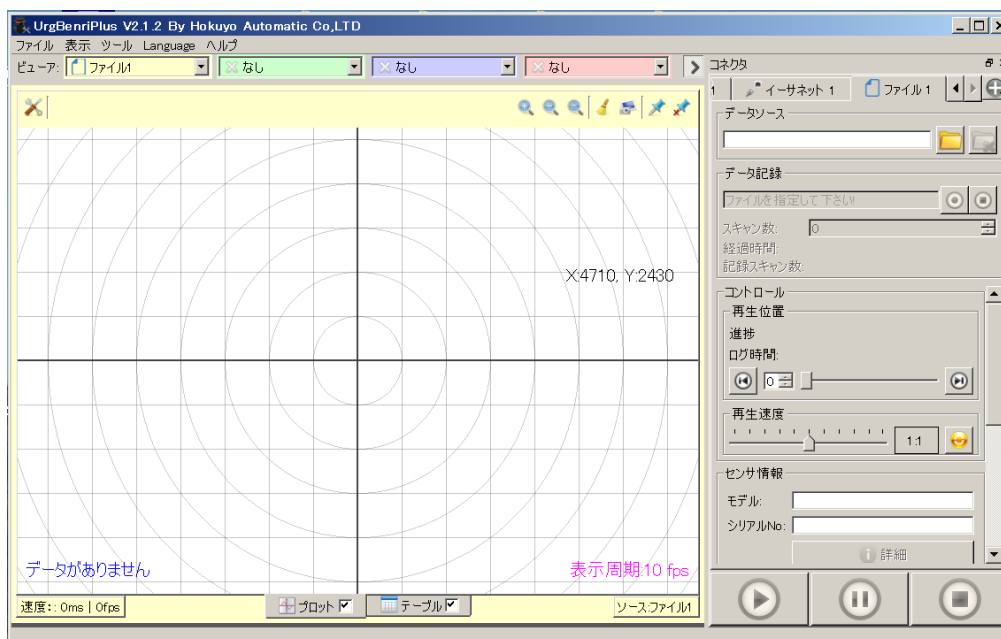 UrgBenriPlus V2.1.2 By Hokuyo Automatic Co,LTD
ファイル 表示 ツール Language ヘルプ
ビューア: ファイル1 なし なし なし
コネクタ
1 イーサネット 1 ファイル 1
データソース
データ記録
ファイルを指定して下さい!
スキャン数: 0
経過時間:
記録スキャン数:
X:4710, Y:2430
コントロール
再生位置
進捗
ログ時間:
0
再生速度
1:1
センサ情報
モデル:
シリアルNo:
詳細
データがありません
表示周期:10 fps
速度:: 0ms | 0fps
プロット
テーブル
ソース:ファイル1